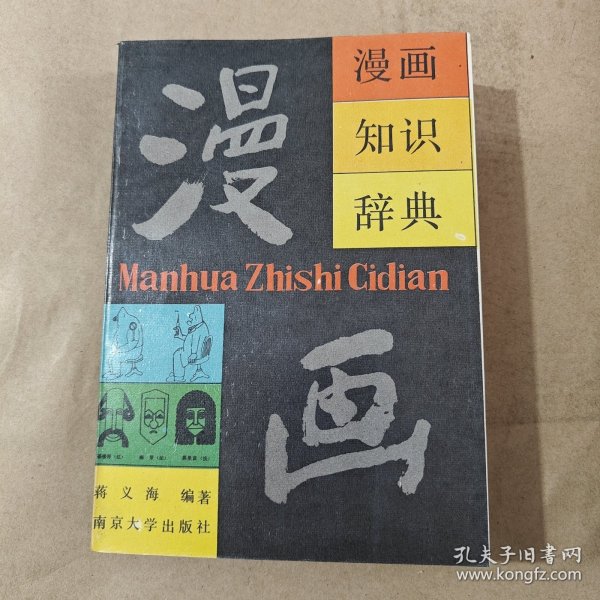 漫画
漫画
知识
辞典
Manhua Zhishi Cidian
蒋义海 编著
南京大学出版社
孔夫子旧书网
www.kongfz.com